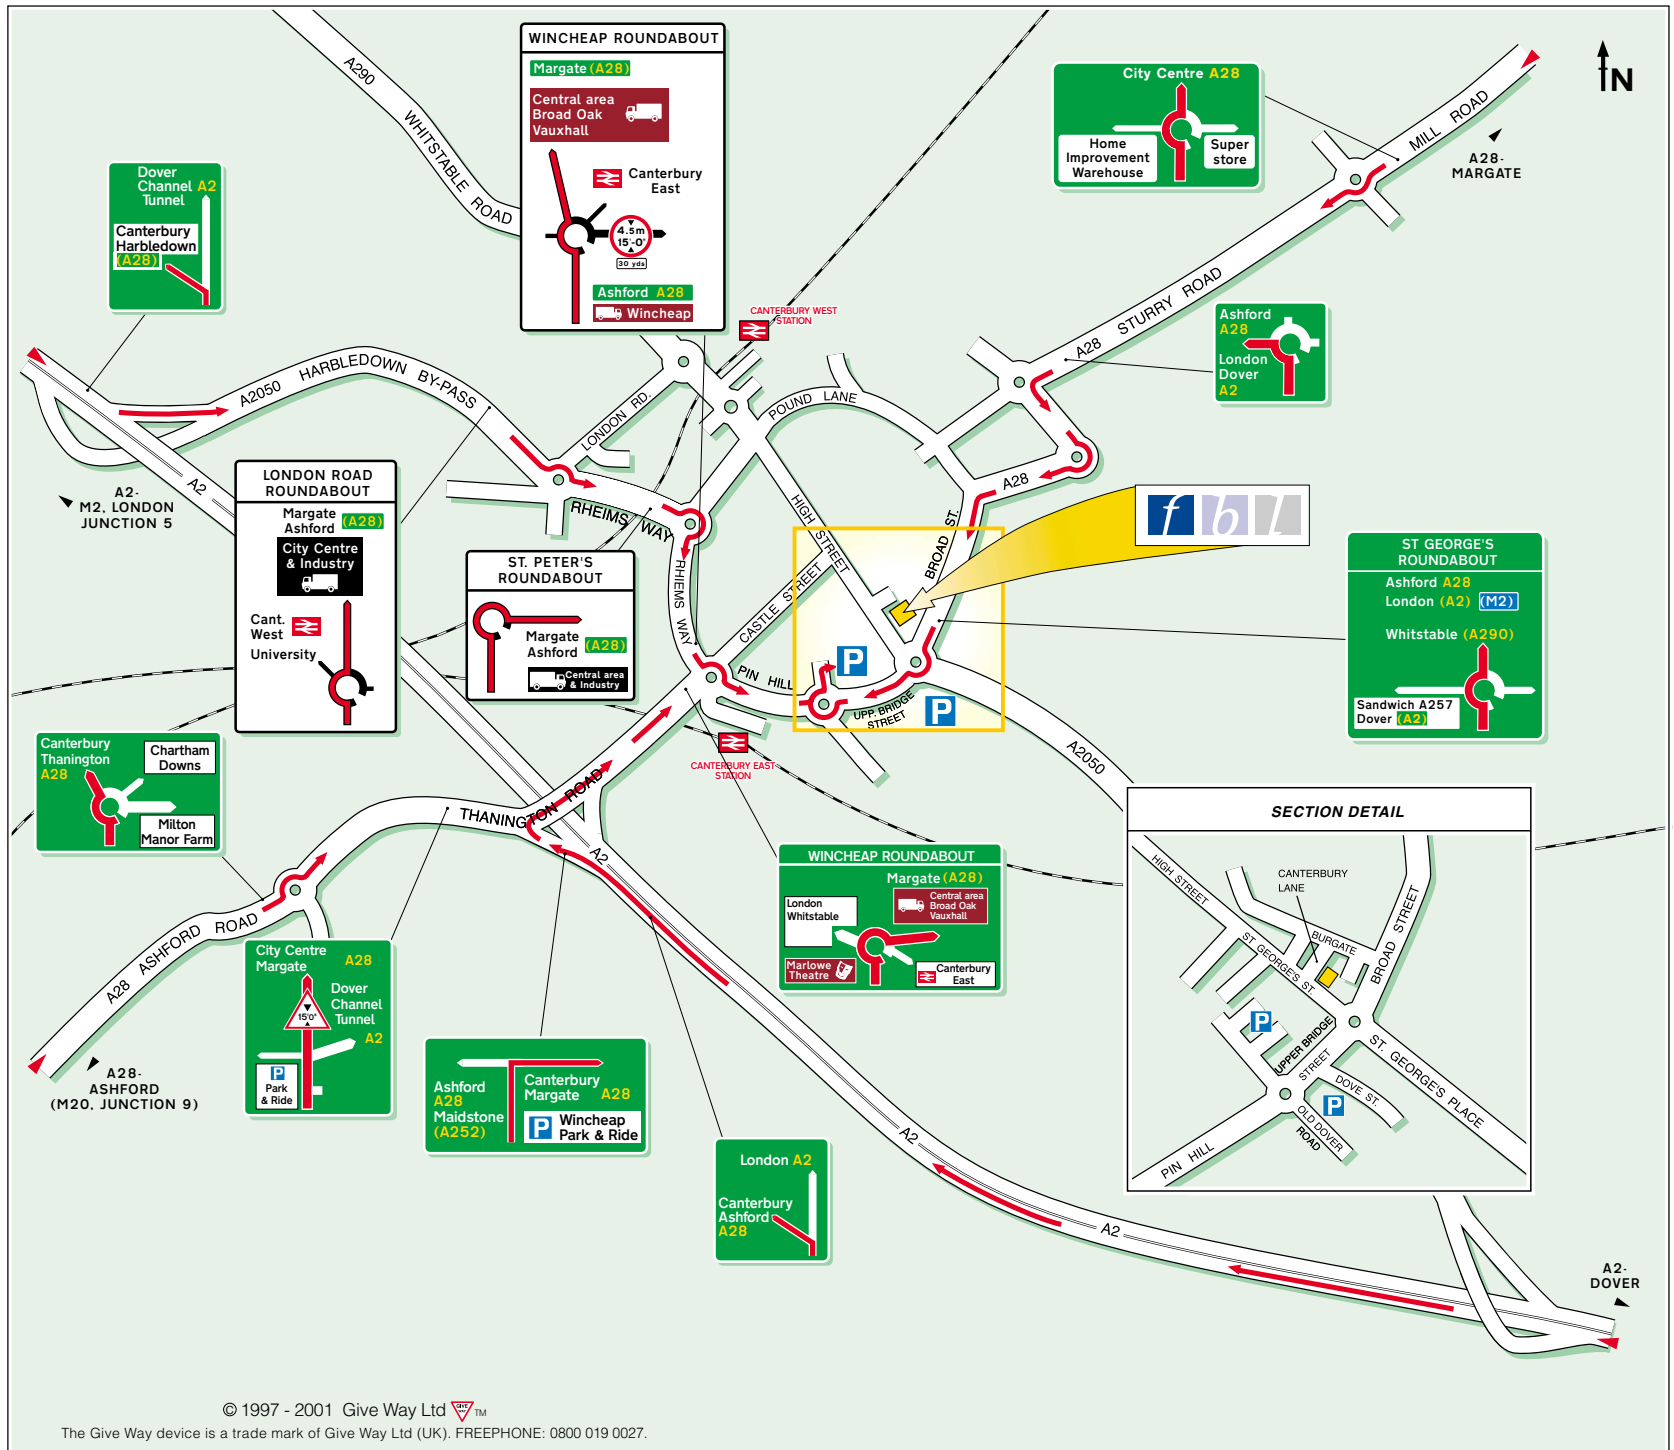 A290
WHITSTABLE
ROAD
WINCHEAP ROUNDABOUT
Margate (A28)
Central area
Broad Oak
Vauxhall
Canterbury
East
4.5m
15'-0"
30 yds
Ashford A28
Wincheap
City Centre A28
Home
Improvement
Warehouse
Super
store
MILL ROAD
N
A28-
MARGATE
Dover
Channel A2
Tunnel
Canterbury
Harbledown
(A28)
CANTERBURY WEST
STATION
A28 STURRY ROAD
Ashford
A28
London
Dover
A2
A2050 HARBLEDOWN BY-PASS
LONDON RD.
POUND LANE
A2
A2-
M2, LONDON
JUNCTION 5
LONDON ROAD
ROUNDABOUT
Margate
Ashford (A28)
City Centre
& Industry
Cant.
West
University
RHEIMS WAY
RHIEMS WAY
HIGH STREET
CASTLE STREET
BROAD ST.
A28
fbl
ST. PETER'S
ROUNDABOUT
Margate
Ashford (A28)
Central area
& Industry
PIN HILL
UPP. BRIDGE
STREET
P
P
CANTERBURY EAST
STATION
A2050
ST GEORGE'S
ROUNDABOUT
Ashford A28
London (A2) (M2)
Whitstable (A290)
Sandwich A257
Dover (A2)
Canterbury
Thanington
A28
Chartham
Downs
Milton
Manor Farm
THANINGTON ROAD
A2
A28 ASHFORD ROAD
A28-
ASHFORD
(M20, JUNCTION 9)
City Centre
Margate A28
Dover
Channel
Tunnel
A2
15'0"
P
Park
& Ride
WINCHEAP ROUNDABOUT
Margate (A28)
London
Whitstable
Central area
Broad Oak
Vauxhall
Marlowe
Theatre
Canterbury
East
Ashford
A28
Maidstone
(A252)
Canterbury
Margate A28
P Wincheap
Park & Ride
London A2
Canterbury
Ashford
A28
A2
A2
A2-
DOVER
SECTION DETAIL
HIGH STREET
CANTERBURY
LANE
ST. GEORGE'S ST.
BURGATE
BROAD STREET
P
UPPER BRIDGE
STREET
ST. GEORGE'S PLACE
DOVE ST.
P
OLD DOVER
ROAD
PIN HILL
© 1997 - 2001 Give Way Ltd GIVE WAY TM
The Give Way device is a trade mark of Give Way Ltd (UK). FREEPHONE: 0800 019 0027.